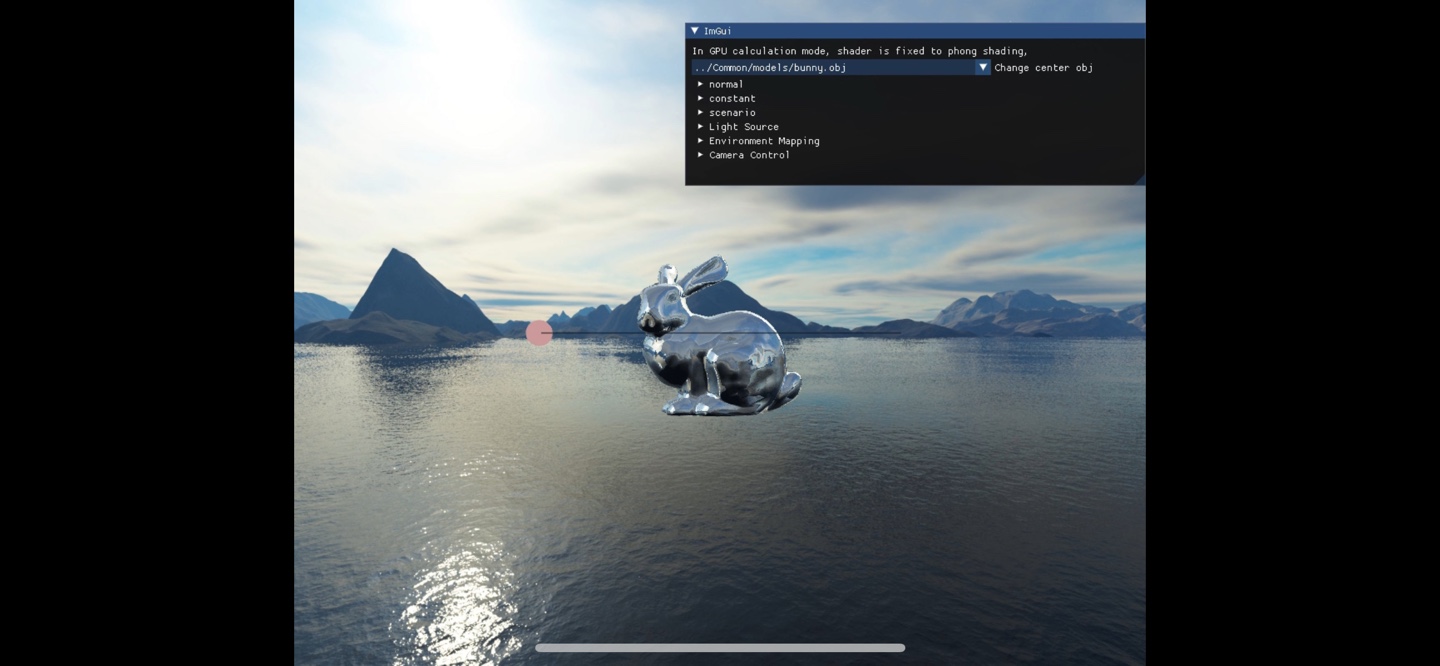 ImGui
In GPU calculation mode, shader is fixed to phong shading,
../Common/models/bunny.obj Change center obj
normal
constant
scenario
Light Source
Environment Mapping
Camera Control